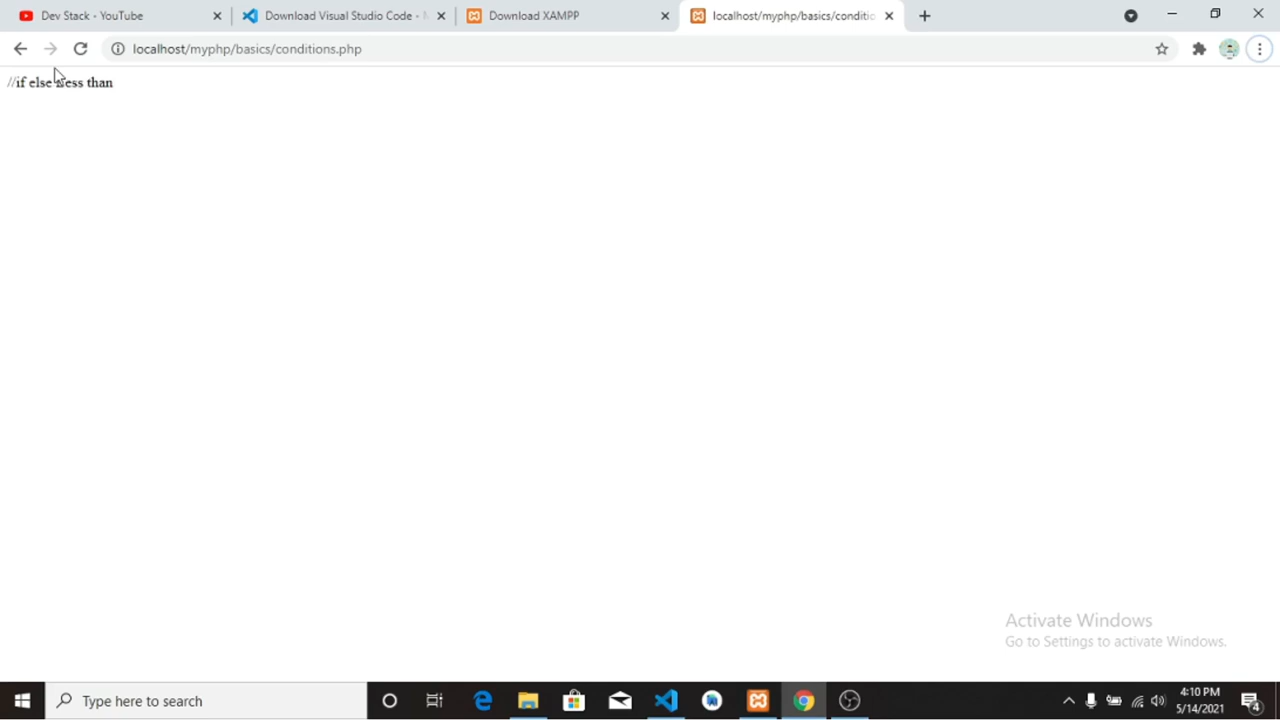 Dev Stack - YouTube
Download Visual Studio Code -
Download XAMPP
localhost/myphp/basics/conditio
localhost/myphp/basics/conditions.php
//if else less than
Activate Windows
Go to Settings to activate Windows.
Type here to search
4:10 PM
5/14/2021
4